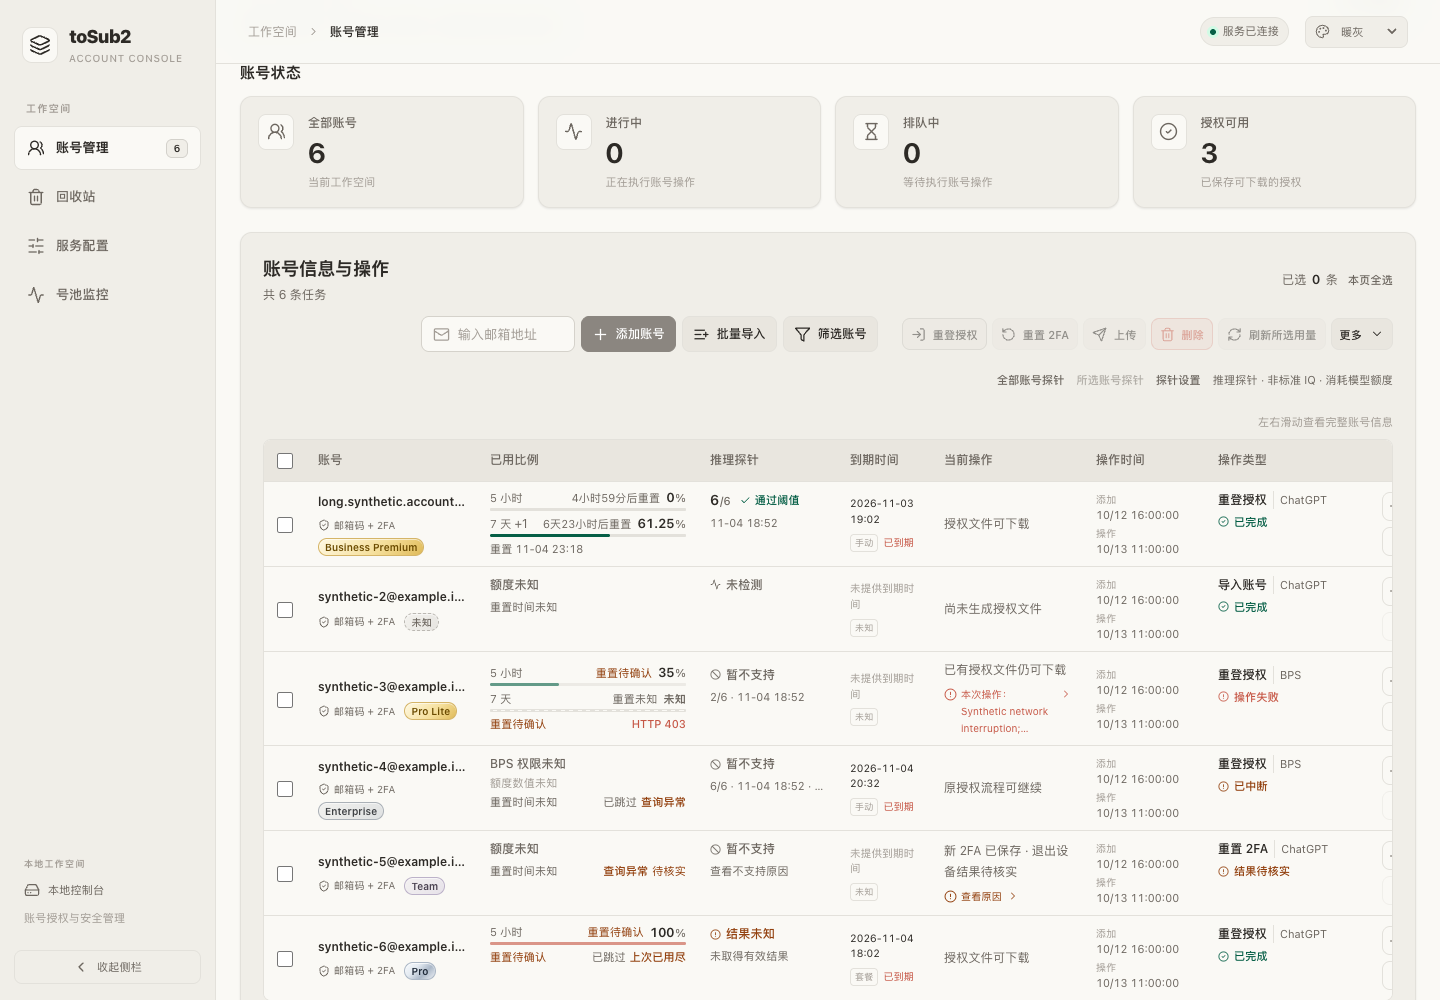 toSub2
ACCOUNT CONSOLE
工作空间
账号管理 6
回收站
服务配置
号池监控
本地工作空间
本地控制台
账号授权与安全管理
收起侧栏
工作空间 > 账号管理
服务已连接
暖灰
账号状态
全部账号
6
当前工作空间
进行中
0
正在执行账号操作
排队中
0
等待执行账号操作
授权可用
3
已保存可下载的授权
账号信息与操作
共 6 条任务
已选 0 条 本页全选
输入邮箱地址 添加账号 批量导入 筛选账号 重登授权 重置 2FA 上传 删除 刷新所选用量 更多
全部账号探针 所选账号探针 探针设置 推理探针 · 非标准 IQ · 消耗模型额度
左右滑动查看完整账号信息
账号 已用比例 推理探针 到期时间 当前操作 操作时间 操作类型
long.synthetic.account...
邮箱码 + 2FA
Business Premium
5 小时 4小时59分后重置 0%
7 天 +1 6天23小时后重置 61.25%
重置 11-04 23:18
6/6 通过阈值
11-04 18:52
2026-11-03
19:02
手动 已到期
授权文件可下载
添加
10/12 16:00:00
操作
10/13 11:00:00
重登授权 ChatGPT
已完成
synthetic-2@example.i...
邮箱码 + 2FA 未知
额度未知
重置时间未知
未检测
未提供到期时
间
未知
尚未生成授权文件
添加
10/12 16:00:00
操作
10/13 11:00:00
导入账号 ChatGPT
已完成
synthetic-3@example.i...
邮箱码 + 2FA Pro Lite
5 小时 重置待确认 35%
7 天 重置未知 未知
重置待确认 HTTP 403
暂不支持
2/6 · 11-04 18:52
未提供到期时
间
未知
已有授权文件仍可下载
本次操作:
Synthetic network
interruption;...
添加
10/12 16:00:00
操作
10/13 11:00:00
重登授权 BPS
操作失败
synthetic-4@example.i...
邮箱码 + 2FA
Enterprise
BPS 权限未知
额度数值未知
重置时间未知 已跳过 查询异常
暂不支持
6/6 · 11-04 18:52 · ...
2026-11-04
20:32
手动 已到期
原授权流程可继续
添加
10/12 16:00:00
操作
10/13 11:00:00
重登授权 BPS
已中断
synthetic-5@example.i...
邮箱码 + 2FA Team
额度未知
重置时间未知 查询异常 待核实
暂不支持
查看不支持原因
未提供到期时
间
未知
新 2FA 已保存 · 退出设
备结果待核实
查看原因
添加
10/12 16:00:00
操作
10/13 11:00:00
重置 2FA ChatGPT
结果待核实
synthetic-6@example.i...
邮箱码 + 2FA Pro
5 小时 重置待确认 100%
重置待确认 已跳过 上次已用尽
结果未知
未取得有效结果
2026-11-04
18:02
套餐 已到期
授权文件可下载
添加
10/12 16:00:00
操作
10/13 11:00:00
重登授权 ChatGPT
已完成